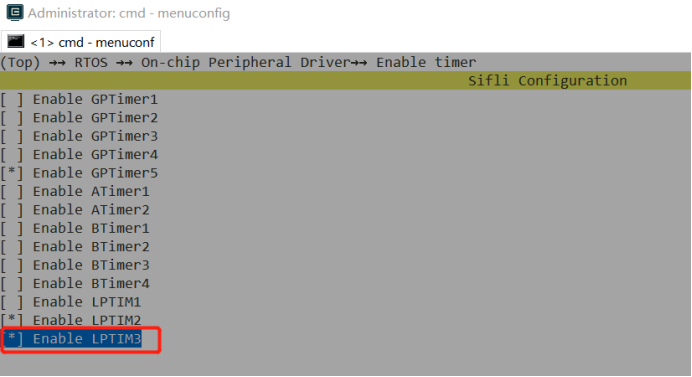 Administrator: cmd - menuconfig
<1> cmd - menuconf
(Top) →→ RTOS →→ On-chip Peripheral Driver→→ Enable timer
Sifli Configuration
[ ] Enable GPTimer1
[ ] Enable GPTimer2
[ ] Enable GPTimer3
[ ] Enable GPTimer4
[*] Enable GPTimer5
[ ] Enable ATimer1
[ ] Enable ATimer2
[ ] Enable BTimer1
[ ] Enable BTimer2
[ ] Enable BTimer3
[ ] Enable BTimer4
[ ] Enable LPTIM1
[*] Enable LPTIM2
[*] Enable LPTIM3